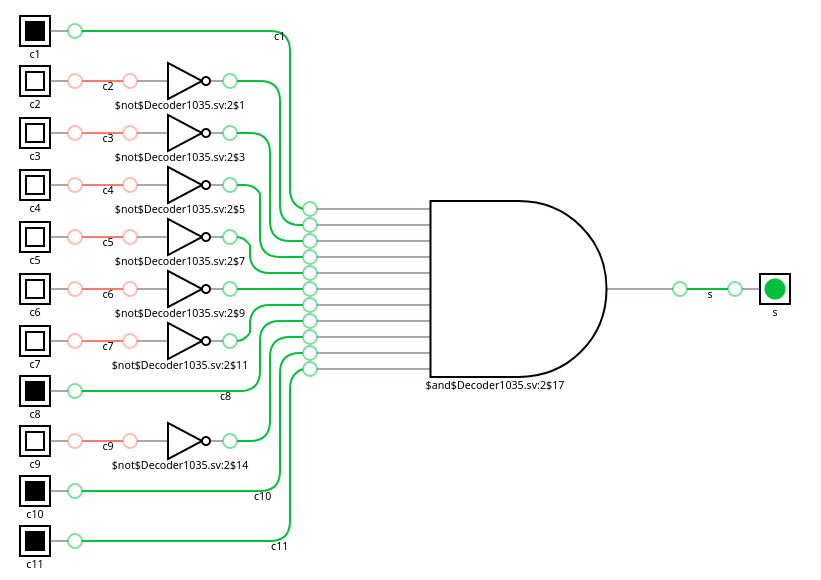 c1
c1
c2
c2
$not$Decoder1035.sv:2$1
c3
c3
$not$Decoder1035.sv:2$3
c4
c4
$not$Decoder1035.sv:2$5
c5
c5
$not$Decoder1035.sv:2$7
c6
c6
$not$Decoder1035.sv:2$9
s
s
c7
c7
$not$Decoder1035.sv:2$11
$and$Decoder1035.sv:2$17
c8
c8
c9
c9
$not$Decoder1035.sv:2$14
c10
c10
c11
c11